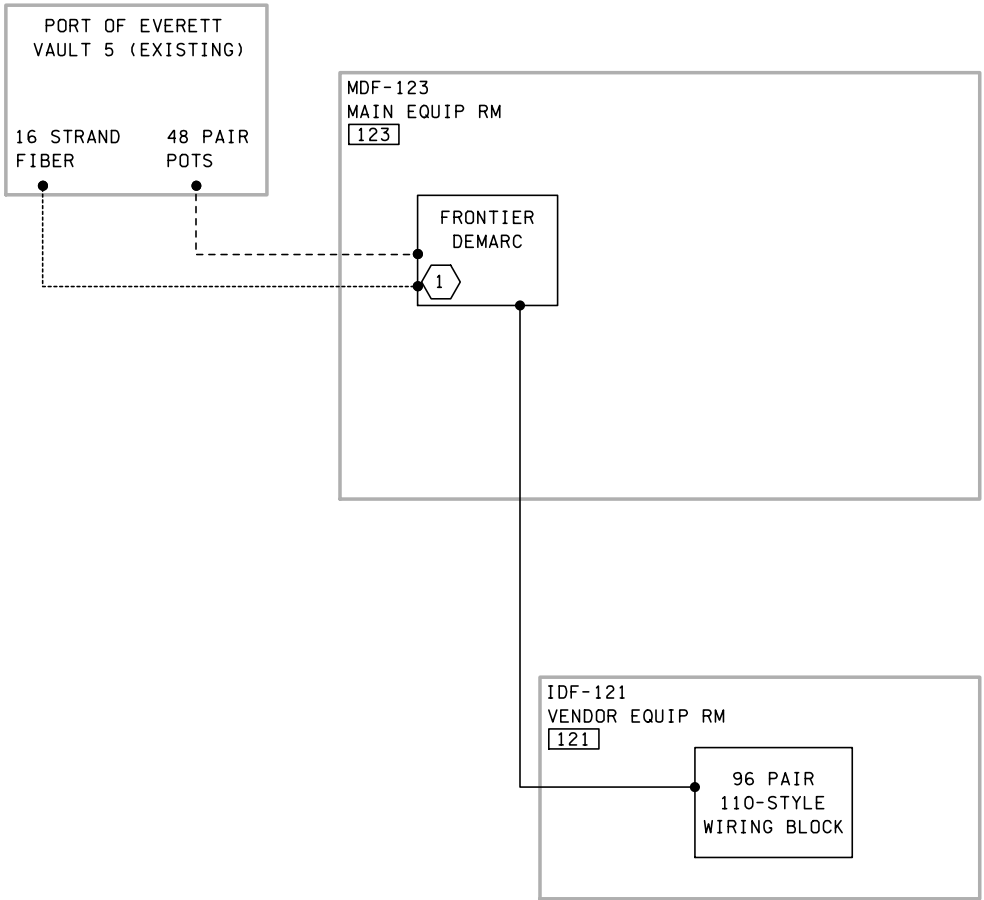 PORT OF EVERETT
VAULT 5 (EXISTING)
16 STRAND
FIBER
48 PAIR
POTS
MDF-123
MAIN EQUIP RM
123
FRONTIER
DEMARC
1
IDF-121
VENDOR EQUIP RM
121
96 PAIR
110-STYLE
WIRING BLOCK